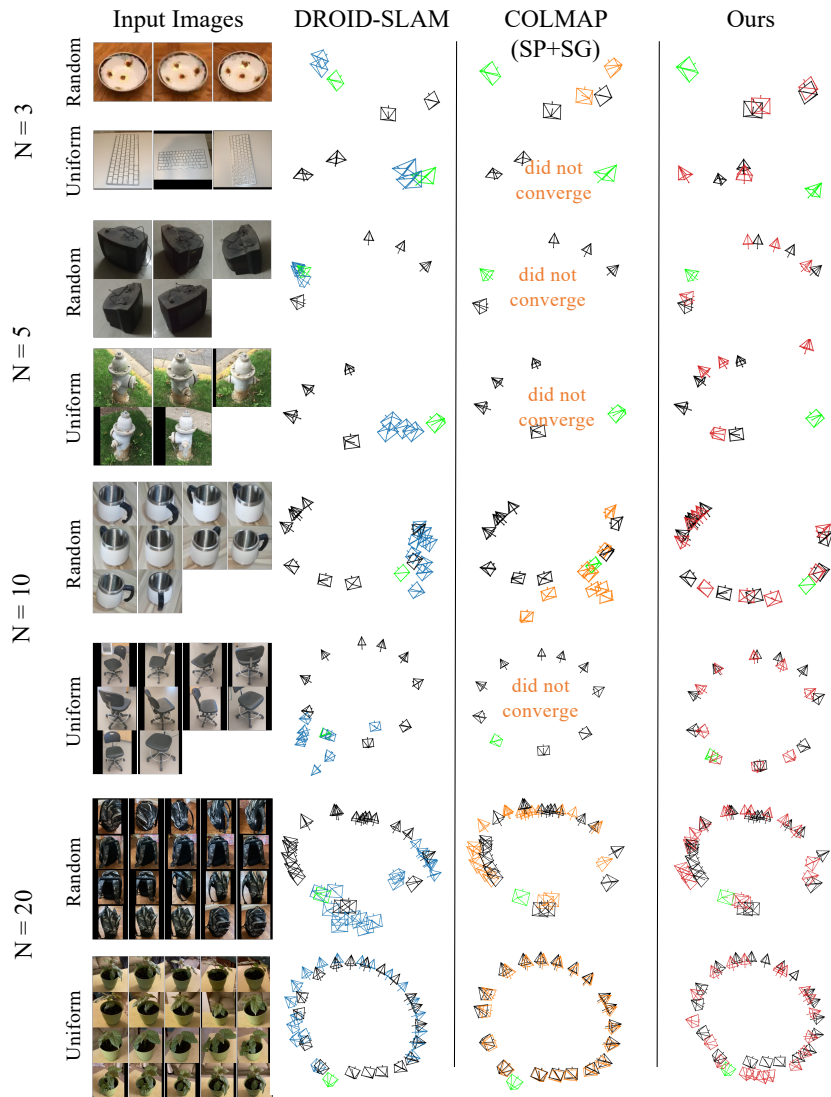 Input Images
DROID-SLAM
COLMAP
(SP+SG)
Ours
N = 3
Random
Uniform
did not
converge
N = 5
Random
did not
converge
Uniform
did not
converge
N = 10
Random
Uniform
did not
converge
N = 20
Random
Uniform